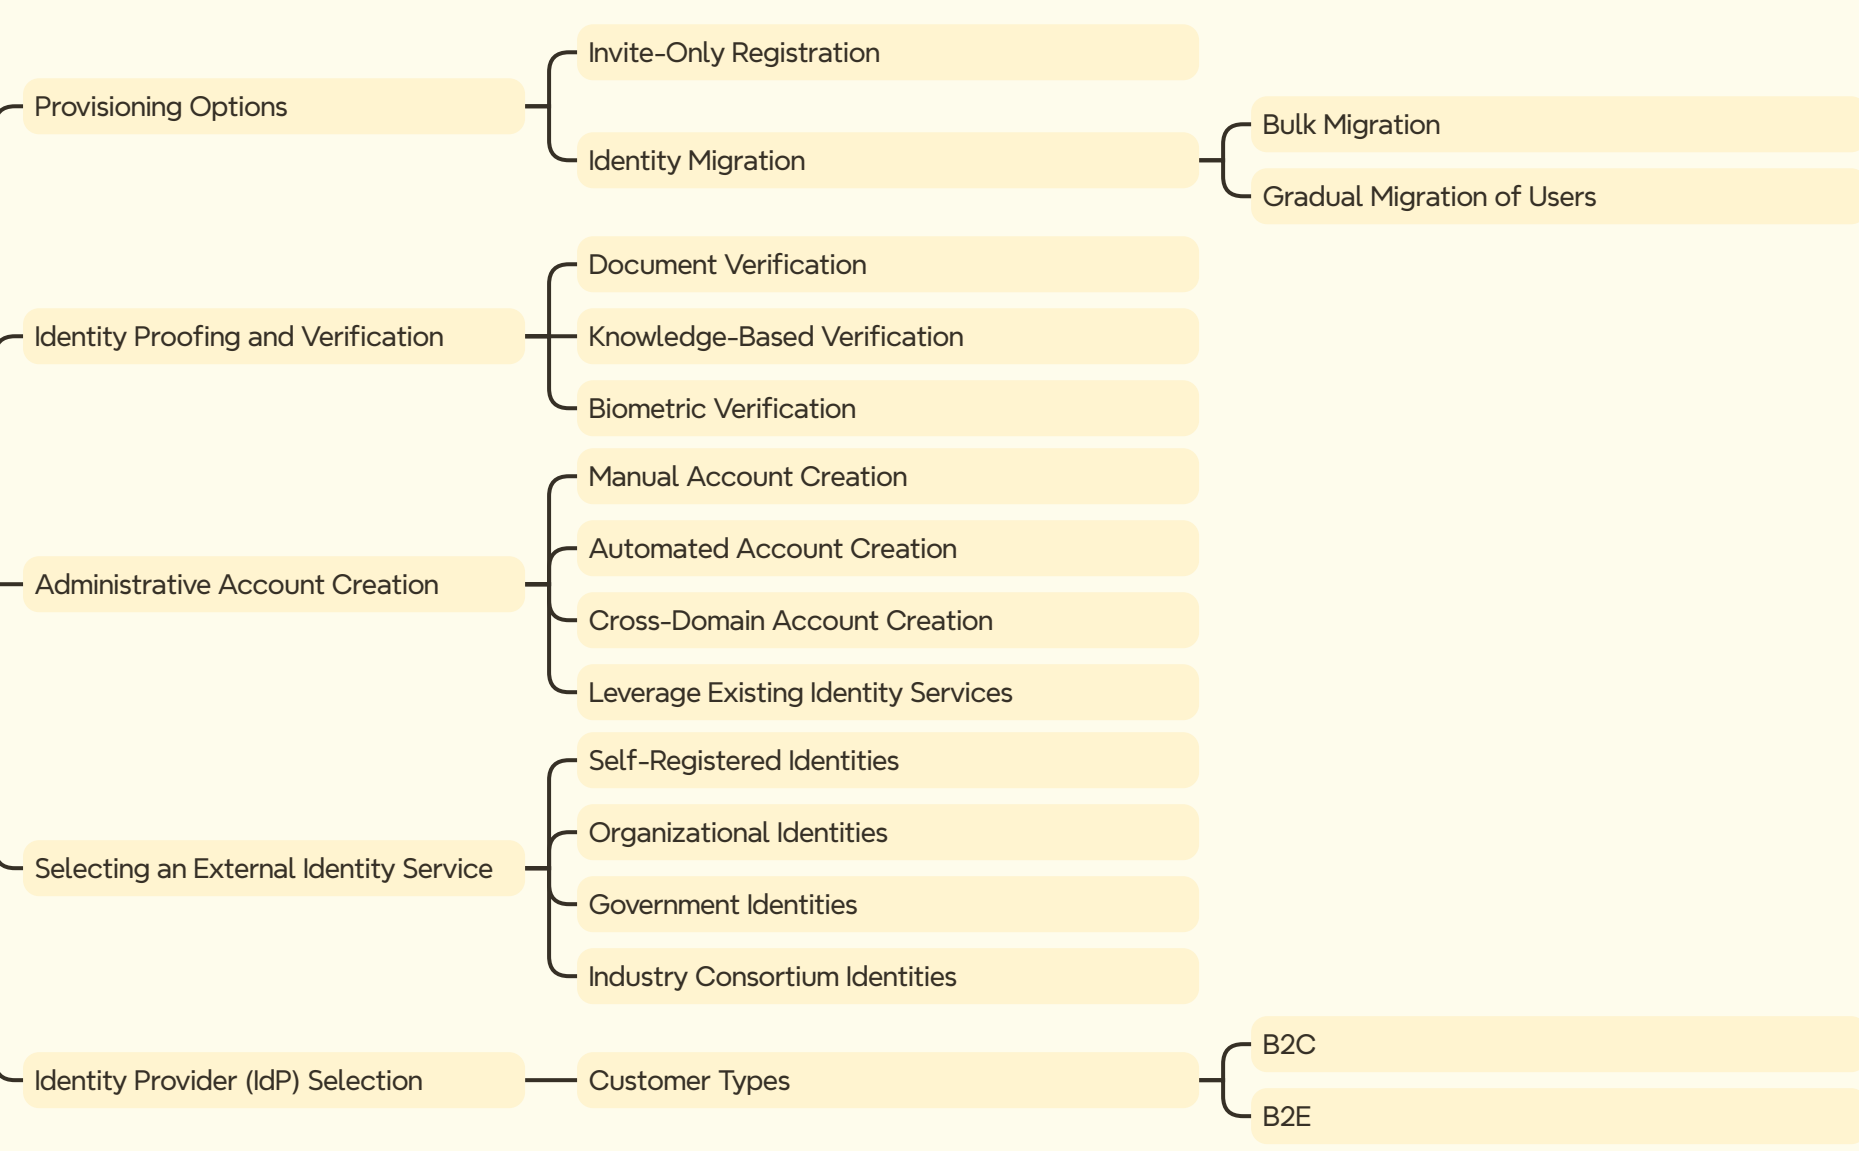 Provisioning Options
Invite-Only Registration
Identity Migration
Bulk Migration
Gradual Migration of Users
Identity Proofing and Verification
Document Verification
Knowledge-Based Verification
Biometric Verification
Administrative Account Creation
Manual Account Creation
Automated Account Creation
Cross-Domain Account Creation
Leverage Existing Identity Services
Selecting an External Identity Service
Self-Registered Identities
Organizational Identities
Government Identities
Industry Consortium Identities
Identity Provider (IdP) Selection
Customer Types
B2C
B2E